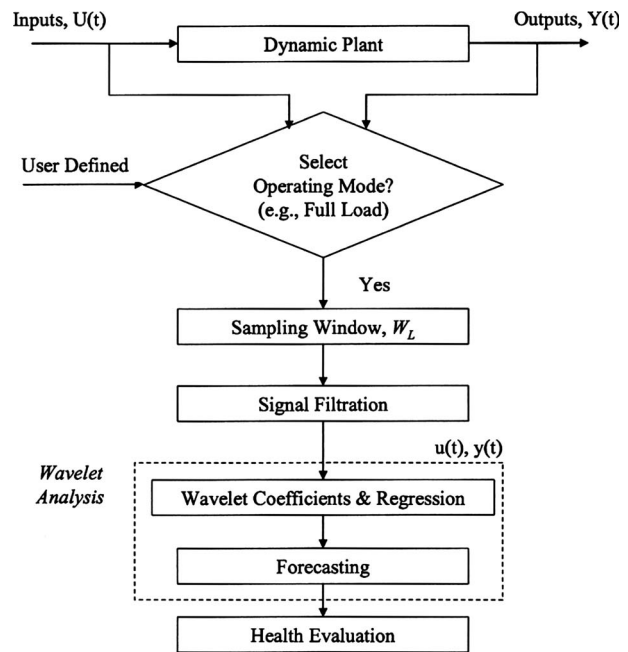 Inputs, U(t)
Outputs, Y(t)
Dynamic Plant
User Defined
Select
Operating Mode?
(e.g., Full Load)
Yes
Sampling Window, W_L
Signal Filtration
u(t), y(t)
Wavelet
Analysis
Wavelet Coefficients & Regression
Forecasting
Health Evaluation